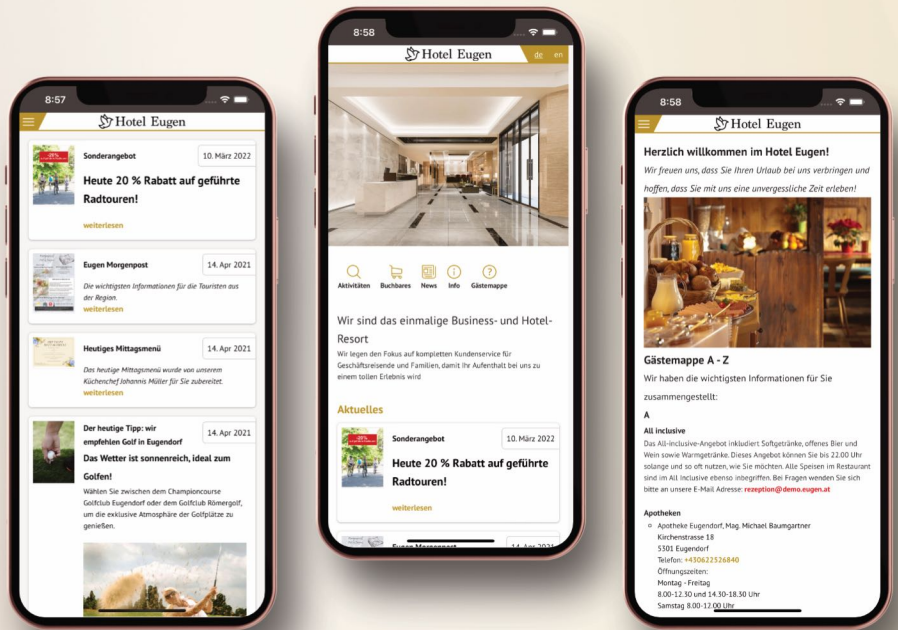 8:57
Hotel Eugen
Sonderangebot
10. März 2022
Heute 20 % Rabatt auf geführte
Radtouren!
weiterlesen
Eugen Morgenpost
14. Apr 2021
Die wichtigsten Informationen für die Touristen aus
der Region.
weiterlesen
Heutiges Mittagsmenü
14. Apr 2021
Das heutige Mittagsmenü wurde von unserem
Küchenchef Johannis Müller für Sie zubereitet.
weiterlesen
Der heutige Tipp: wir
empfehlen Golf in Eugendorf
14. Apr 2021
Das Wetter ist sonnenreich, ideal zum
Golfen!
Wählen Sie zwischen dem Championcourse
Golfclub Eugendorf oder dem Golfclub Römergolf,
um die exklusive Atmosphäre der Golfplätze zu
genießen.
8:58
Hotel Eugen
de en
Aktivitäten Buchbares News Info Gästemappe
Wir sind das einmalige Business- und Hotel-
Resort
Wir legen den Fokus auf kompletten Kundenservice für
Geschäftsreisende und Familien, damit Ihr Aufenthalt bei uns zu
einem tollen Erlebnis wird
Aktuelles
-20%
Sonderangebot
10. März 2022
Heute 20 % Rabatt auf geführte
Radtouren!
weiterlesen
Eugen Morgenpost
14. Apr 2021
8:58
Hotel Eugen
Herzlich willkommen im Hotel Eugen!
Wir freuen uns, dass Sie Ihren Urlaub bei uns verbringen und
hoffen, dass Sie mit uns eine unvergessliche Zeit erleben!
Gästemappe A - Z
Wir haben die wichtigsten Informationen für Sie
zusammengestellt:
A
All inclusive
Das All-inclusive-Angebot inkludiert Softgetränke, offenes Bier und
Wein sowie Warmgetränke. Dieses Angebot können Sie bis 22.00 Uhr
solange und so oft nutzen, wie Sie möchten. Alle Speisen im Restaurant
sind im All Inclusive ebenso inbegriffen. Bei Fragen wenden Sie sich
bitte an unsere E-Mail Adresse: rezeption@demo.eugen.at
Apotheken
Apotheke Eugendorf, Mag. Michael Baumgartner
Kirchenstrasse 18
5301 Eugendorf
Telefon: +430622526840
Öffnungszeiten:
Montag - Freitag
8.00-12.30 und 14.30-18.30 Uhr
Samstag 8.00-12.00 Uhr